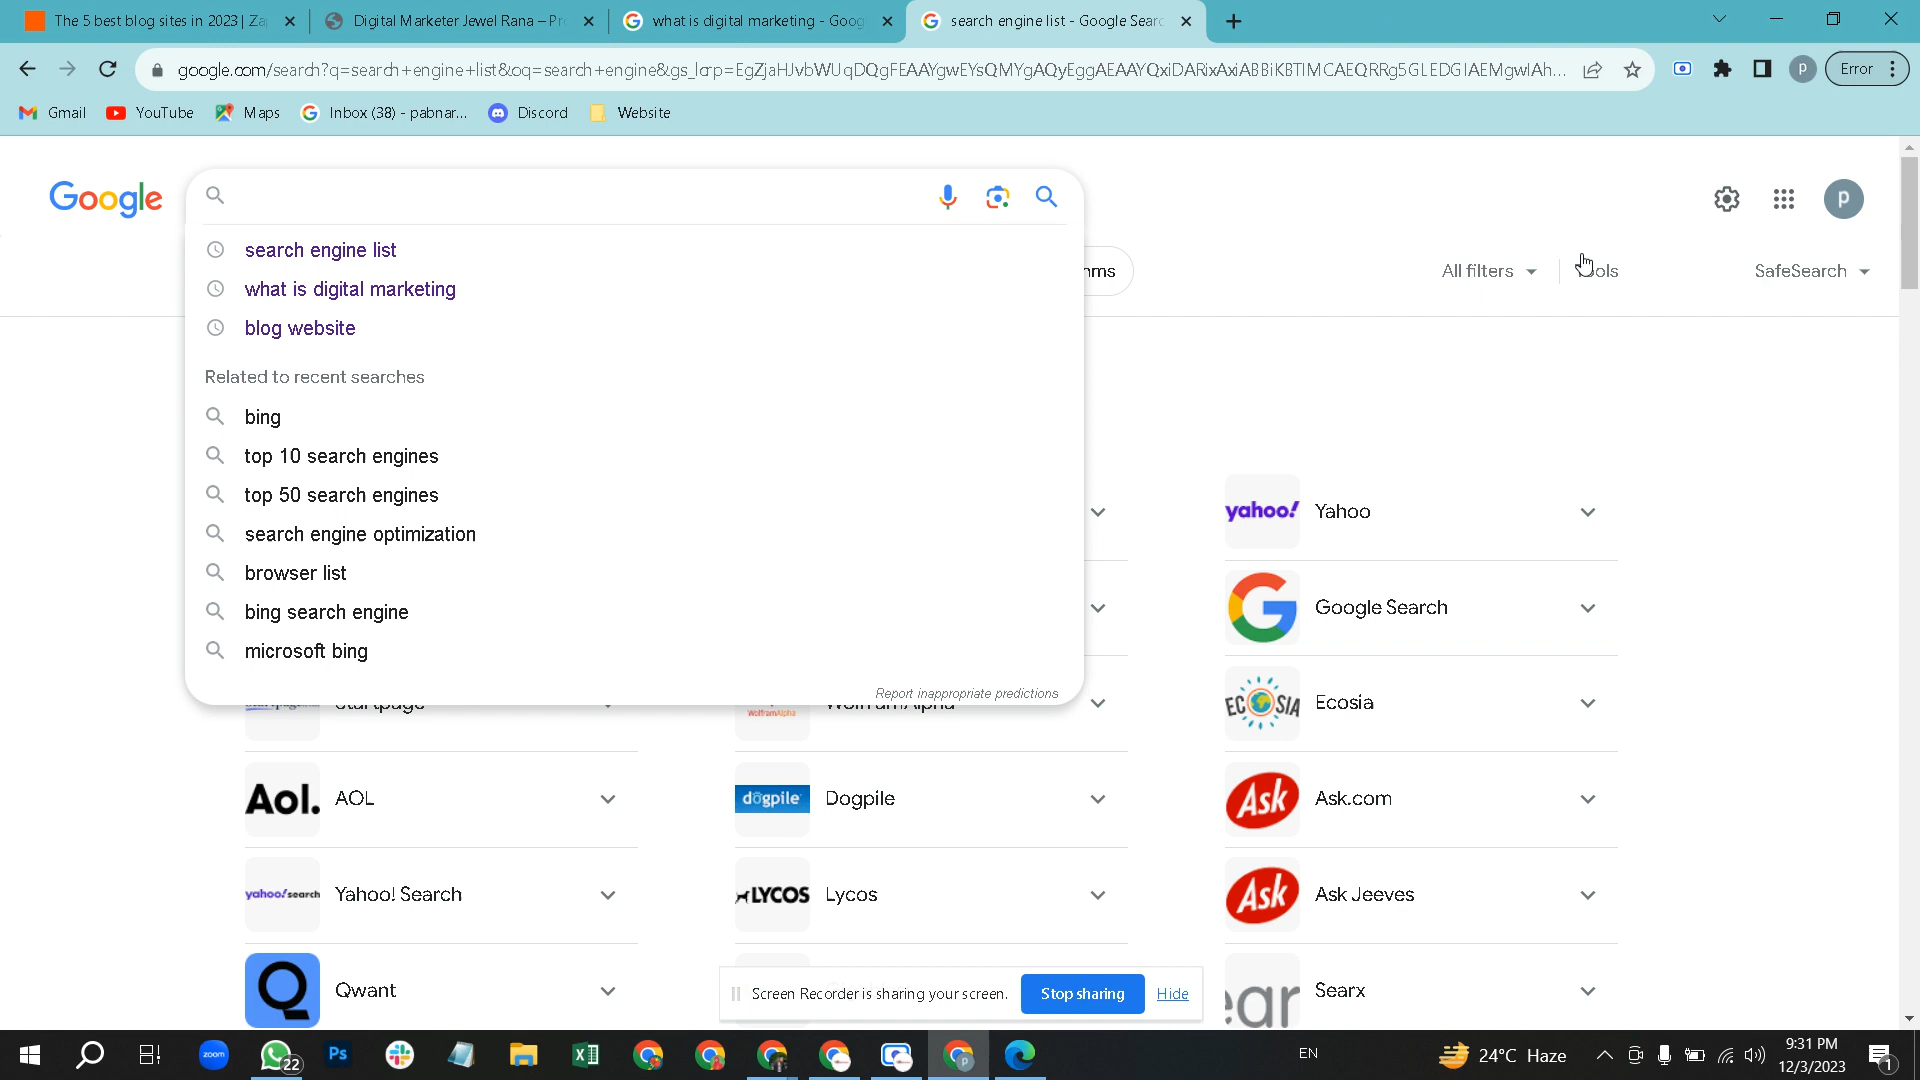 The 5 best blog sites in 2023 | Za
Digital Marketer Jewel Rana – Pr
what is digital marketing - Goog
search engine list - Google Searc
google.com/search?q=search+engine+list&oq=search+engine&gs_lcrp=EgZjaHJvbWUqDQgFEAAYgwEYsQMYgAQyEggAEAAYQxiDARixAxiABBiKBTIMCAEQRRg5GLEDGIAEMgwIAh...
P
Error
Gmail
YouTube
Maps
Inbox (38) - pabnar...
Discord
Website
Google
search engine list
what is digital marketing
blog website
Related to recent searches
bing
top 10 search engines
top 50 search engines
search engine optimization
browser list
bing search engine
microsoft bing
Report inappropriate predictions
All filters
SafeSearch
p
yahoo! Yahoo
Google Search
Startpage
WolframAlpha WolframAlpha
ECOSIA Ecosia
Aol. AOL
dogpile Dogpile
Ask Ask.com
yahoo!search Yahoo! Search
LYCOS Lycos
Ask Ask Jeeves
Q Qwant
Searx
Screen Recorder is sharing your screen.
Stop sharing
Hide
zoom
22
Ps
EN
24°C Haze
9:31 PM
12/3/2023
1